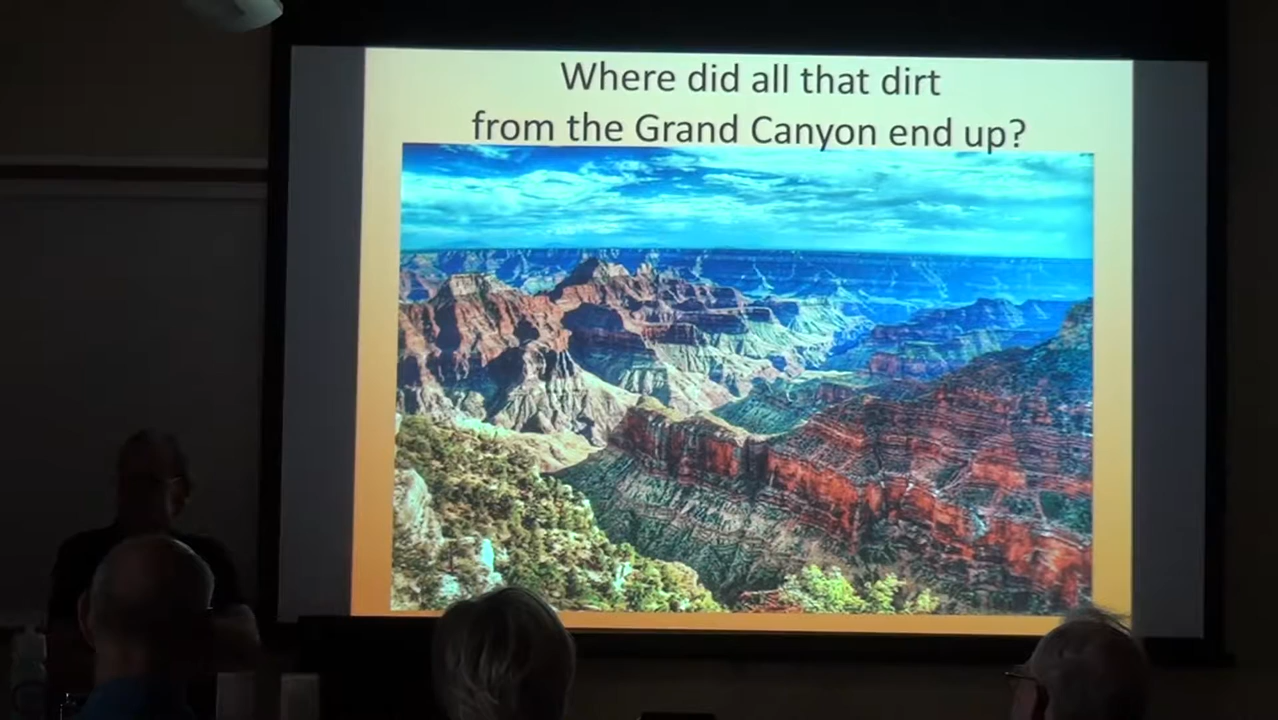 Where did all that dirt
from the Grand Canyon end up?